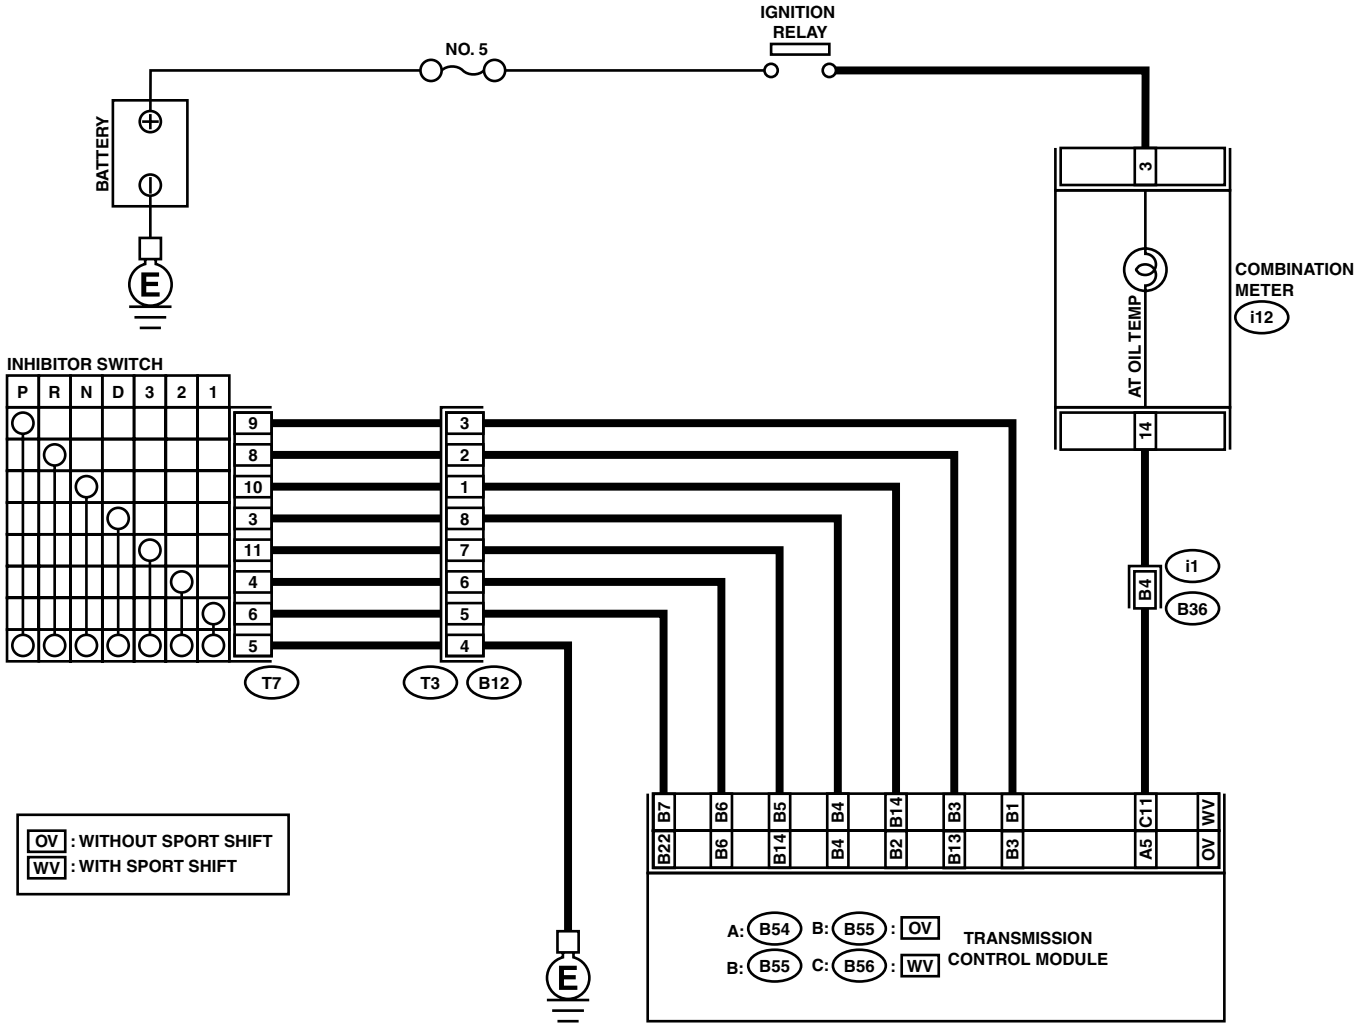 IGNITION
RELAY
NO. 5
BATTERY
E
3
COMBINATION
METER
i12
AT OIL TEMP
14
INHIBITOR SWITCH
P R N D 3 2 1
9 3
8 2
10 1
3 8
11 7
4 6
6 5
5 4
T7 T3 B12
i1
B4
B36
B7 B6 B5 B4 B14 B3 B1 C11 WV
B22 B6 B14 B4 B2 B13 B3 A5 OV
OV : WITHOUT SPORT SHIFT
WV : WITH SPORT SHIFT
A: B54 B: B55 : OV
B: B55 C: B56 : WV
TRANSMISSION
CONTROL MODULE
E